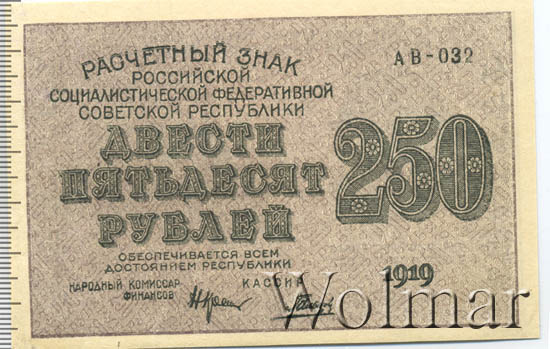 РАСЧЕТНЫЙ ЗНАК
АВ-032
РОССИЙСКОЙ
СОЦИАЛИСТИЧЕСКОЙ ФЕДЕРАТИВНОЙ
СОВЕТСКОЙ РЕСПУБЛИКИ
ДВЕСТИ
ПЯТЬДЕСЯТ
РУБЛЕЙ
250
ОБЕСПЕЧИВАЕТСЯ ВСЕМ
ДОСТОЯНИЕМ РЕСПУБЛИКИ
1919
НАРОДНЫЙ КОМИССАР
ФИНАНСОВ
КАССИР
Wolmar